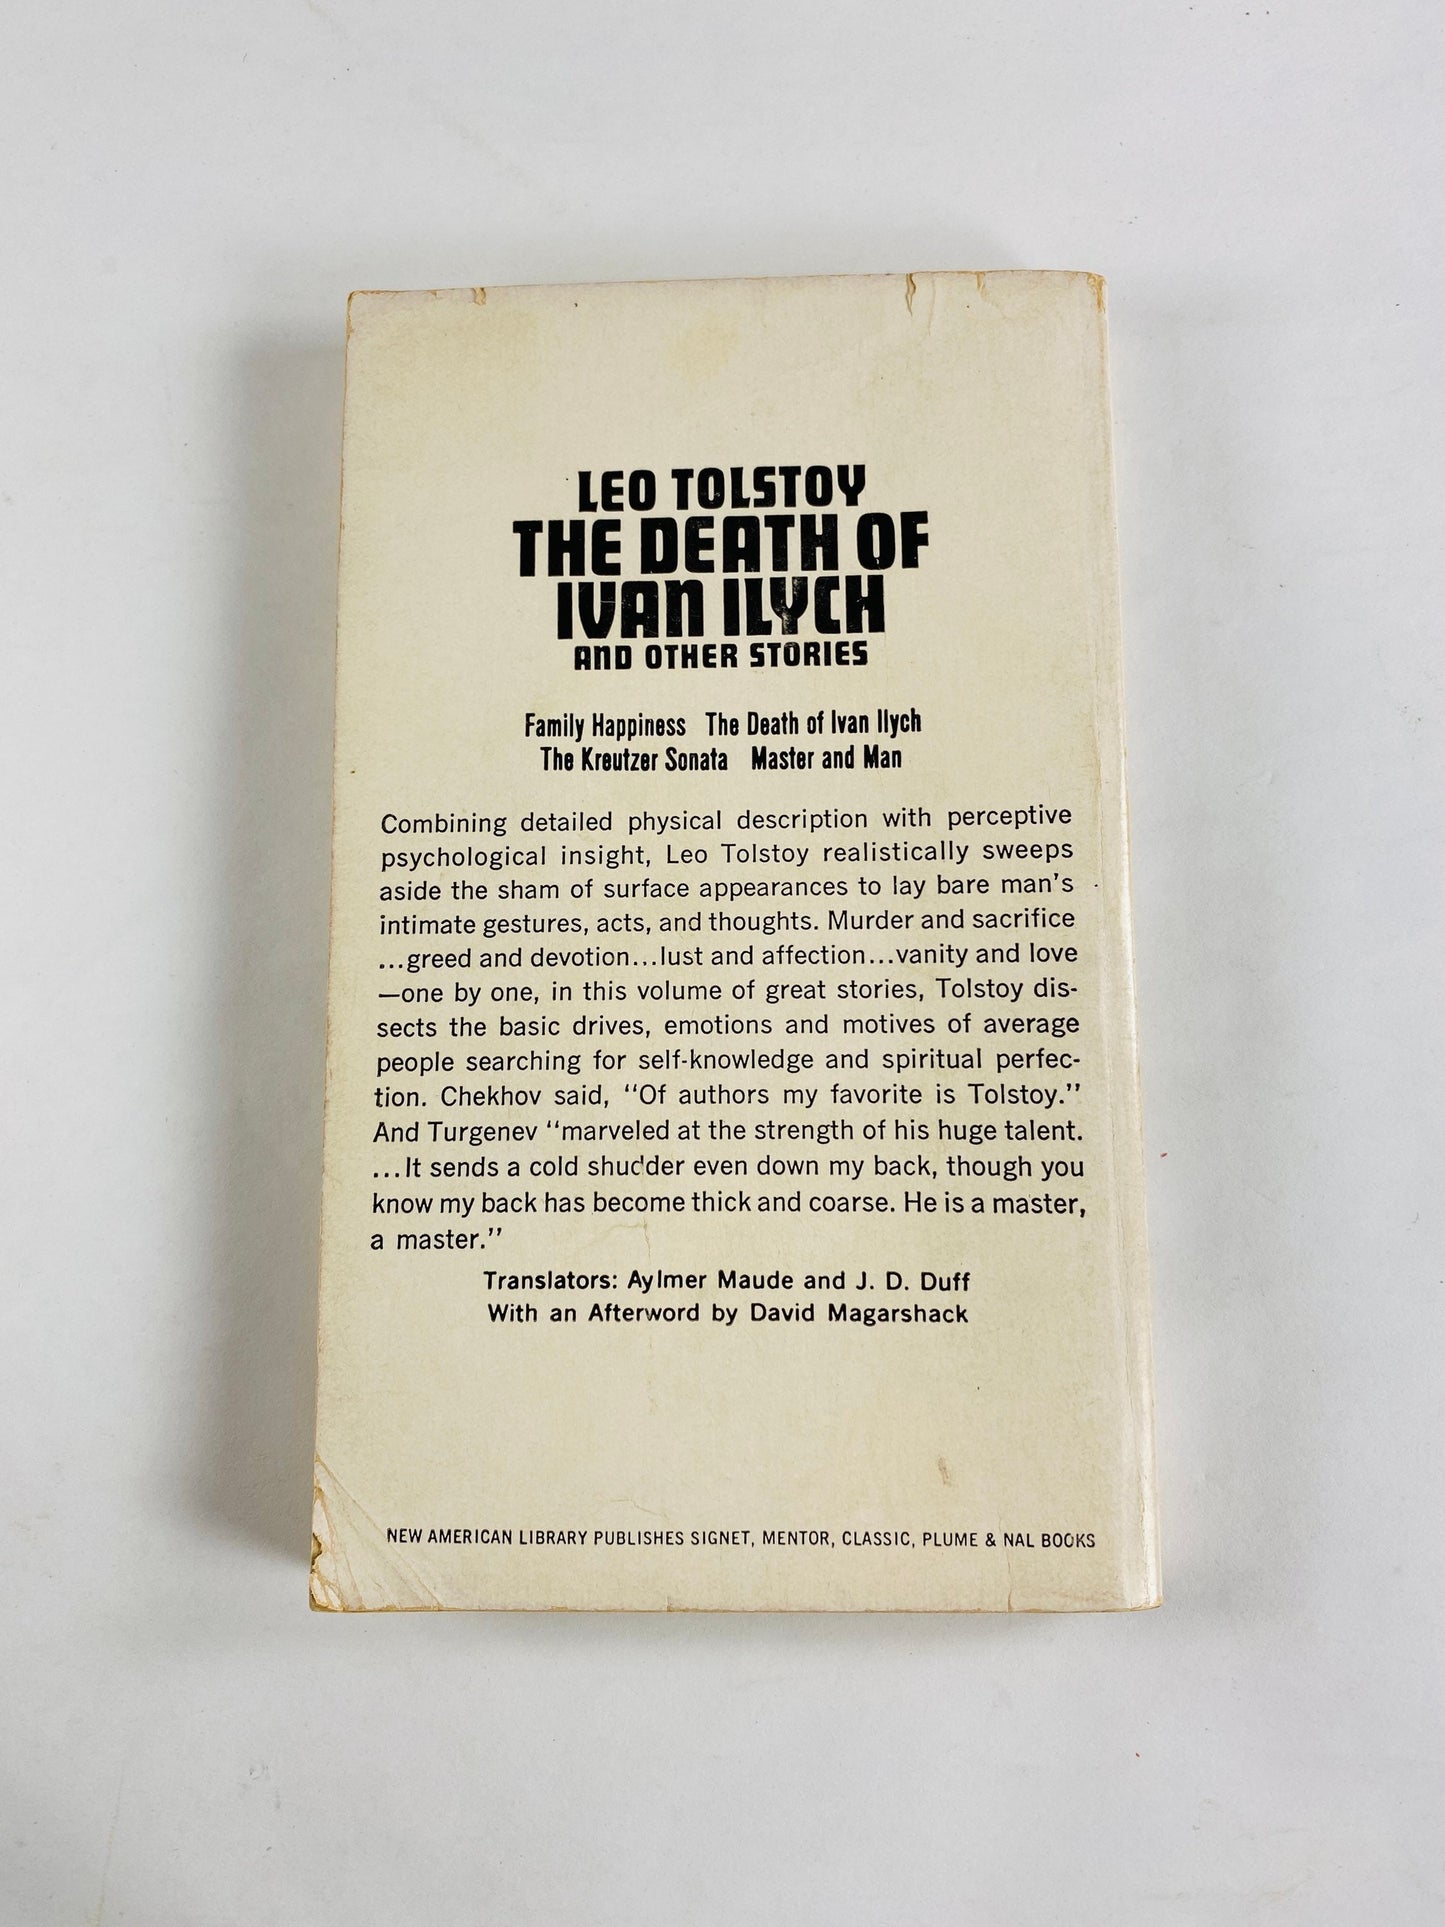 LEO TOLSTOY
THE DEATH OF
IVAN ILYCH
AND OTHER STORIES
Family Happiness The Death of Ivan Ilych
The Kreutzer Sonata Master and Man
Combining detailed physical description with perceptive
psychological insight, Leo Tolstoy realistically sweeps
aside the sham of surface appearances to lay bare man's
intimate gestures, acts, and thoughts. Murder and sacrifice
...greed and devotion...lust and affection...vanity and love
—one by one, in this volume of great stories, Tolstoy dis-
sects the basic drives, emotions and motives of average
people searching for self-knowledge and spiritual perfec-
tion. Chekhov said, "Of authors my favorite is Tolstoy."
And Turgenev "marveled at the strength of his huge talent.
...It sends a cold shudder even down my back, though you
know my back has become thick and coarse. He is a master,
a master."
Translators: Aylmer Maude and J. D. Duff
With an Afterword by David Magarshack
NEW AMERICAN LIBRARY PUBLISHES SIGNET, MENTOR, CLASSIC, PLUME & NAL BOOKS